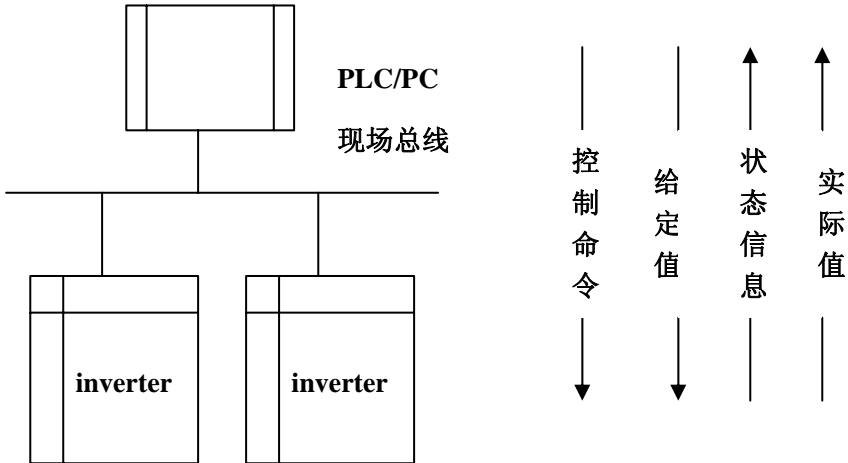 PLC/PC
现场总线
inverter
inverter
控制命令
给定值
状态信息
实际值